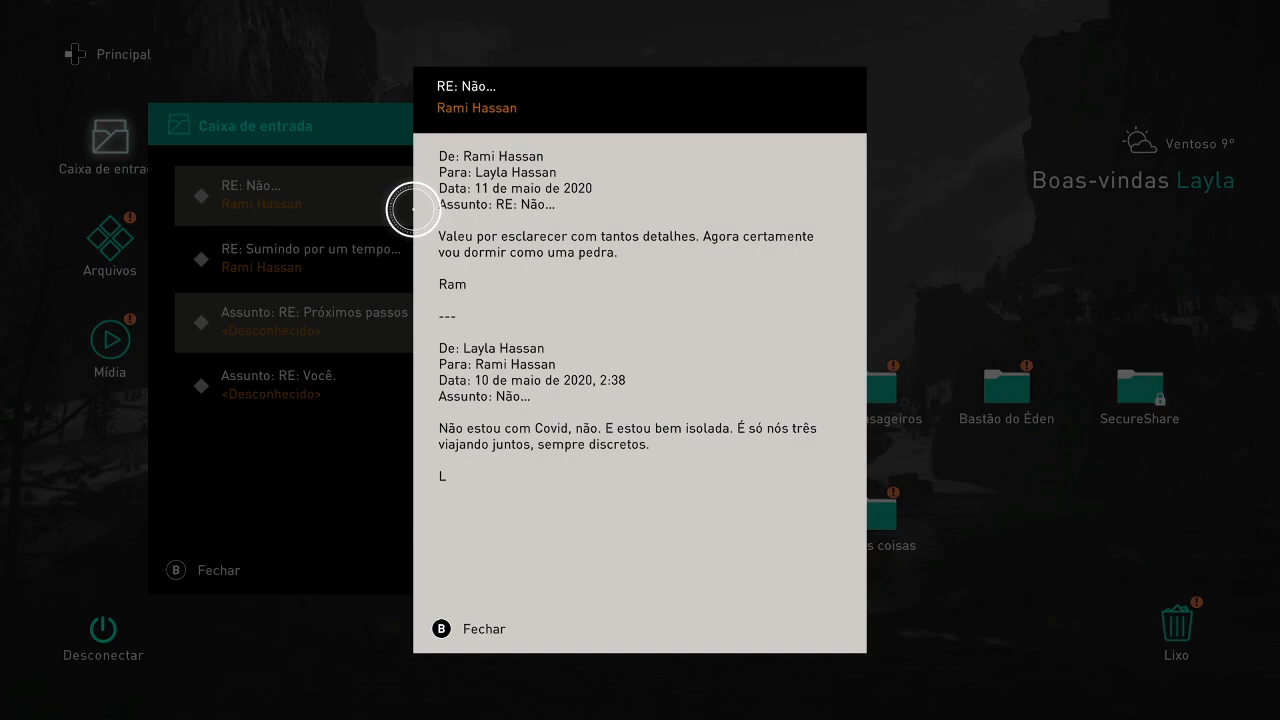 Principal
Caixa de entra
Arquivos
Mídia
Desconectar
Caixa de entrada
RE: Não...
Rami Hassan
RE: Sumindo por um tempo...
Rami Hassan
Assunto: RE: Próximos passos
<Desconhecido>
Assunto: RE: Você.
<Desconhecido>
B Fechar
RE: Não...
Rami Hassan
De: Rami Hassan
Para: Layla Hassan
Data: 11 de maio de 2020
Assunto: RE: Não...
Valeu por esclarecer com tantos detalhes. Agora certamente
vou dormir como uma pedra.
Ram
---
De: Layla Hassan
Para: Rami Hassan
Data: 10 de maio de 2020, 2:38
Assunto: Não...
Não estou com Covid, não. E estou bem isolada. É só nós três
viajando juntos, sempre discretos.
L
B Fechar
Ventoso 9°
Boas-vindas Layla
sageiros
Bastão do Éden
SecureShare
s coisas
Lixo